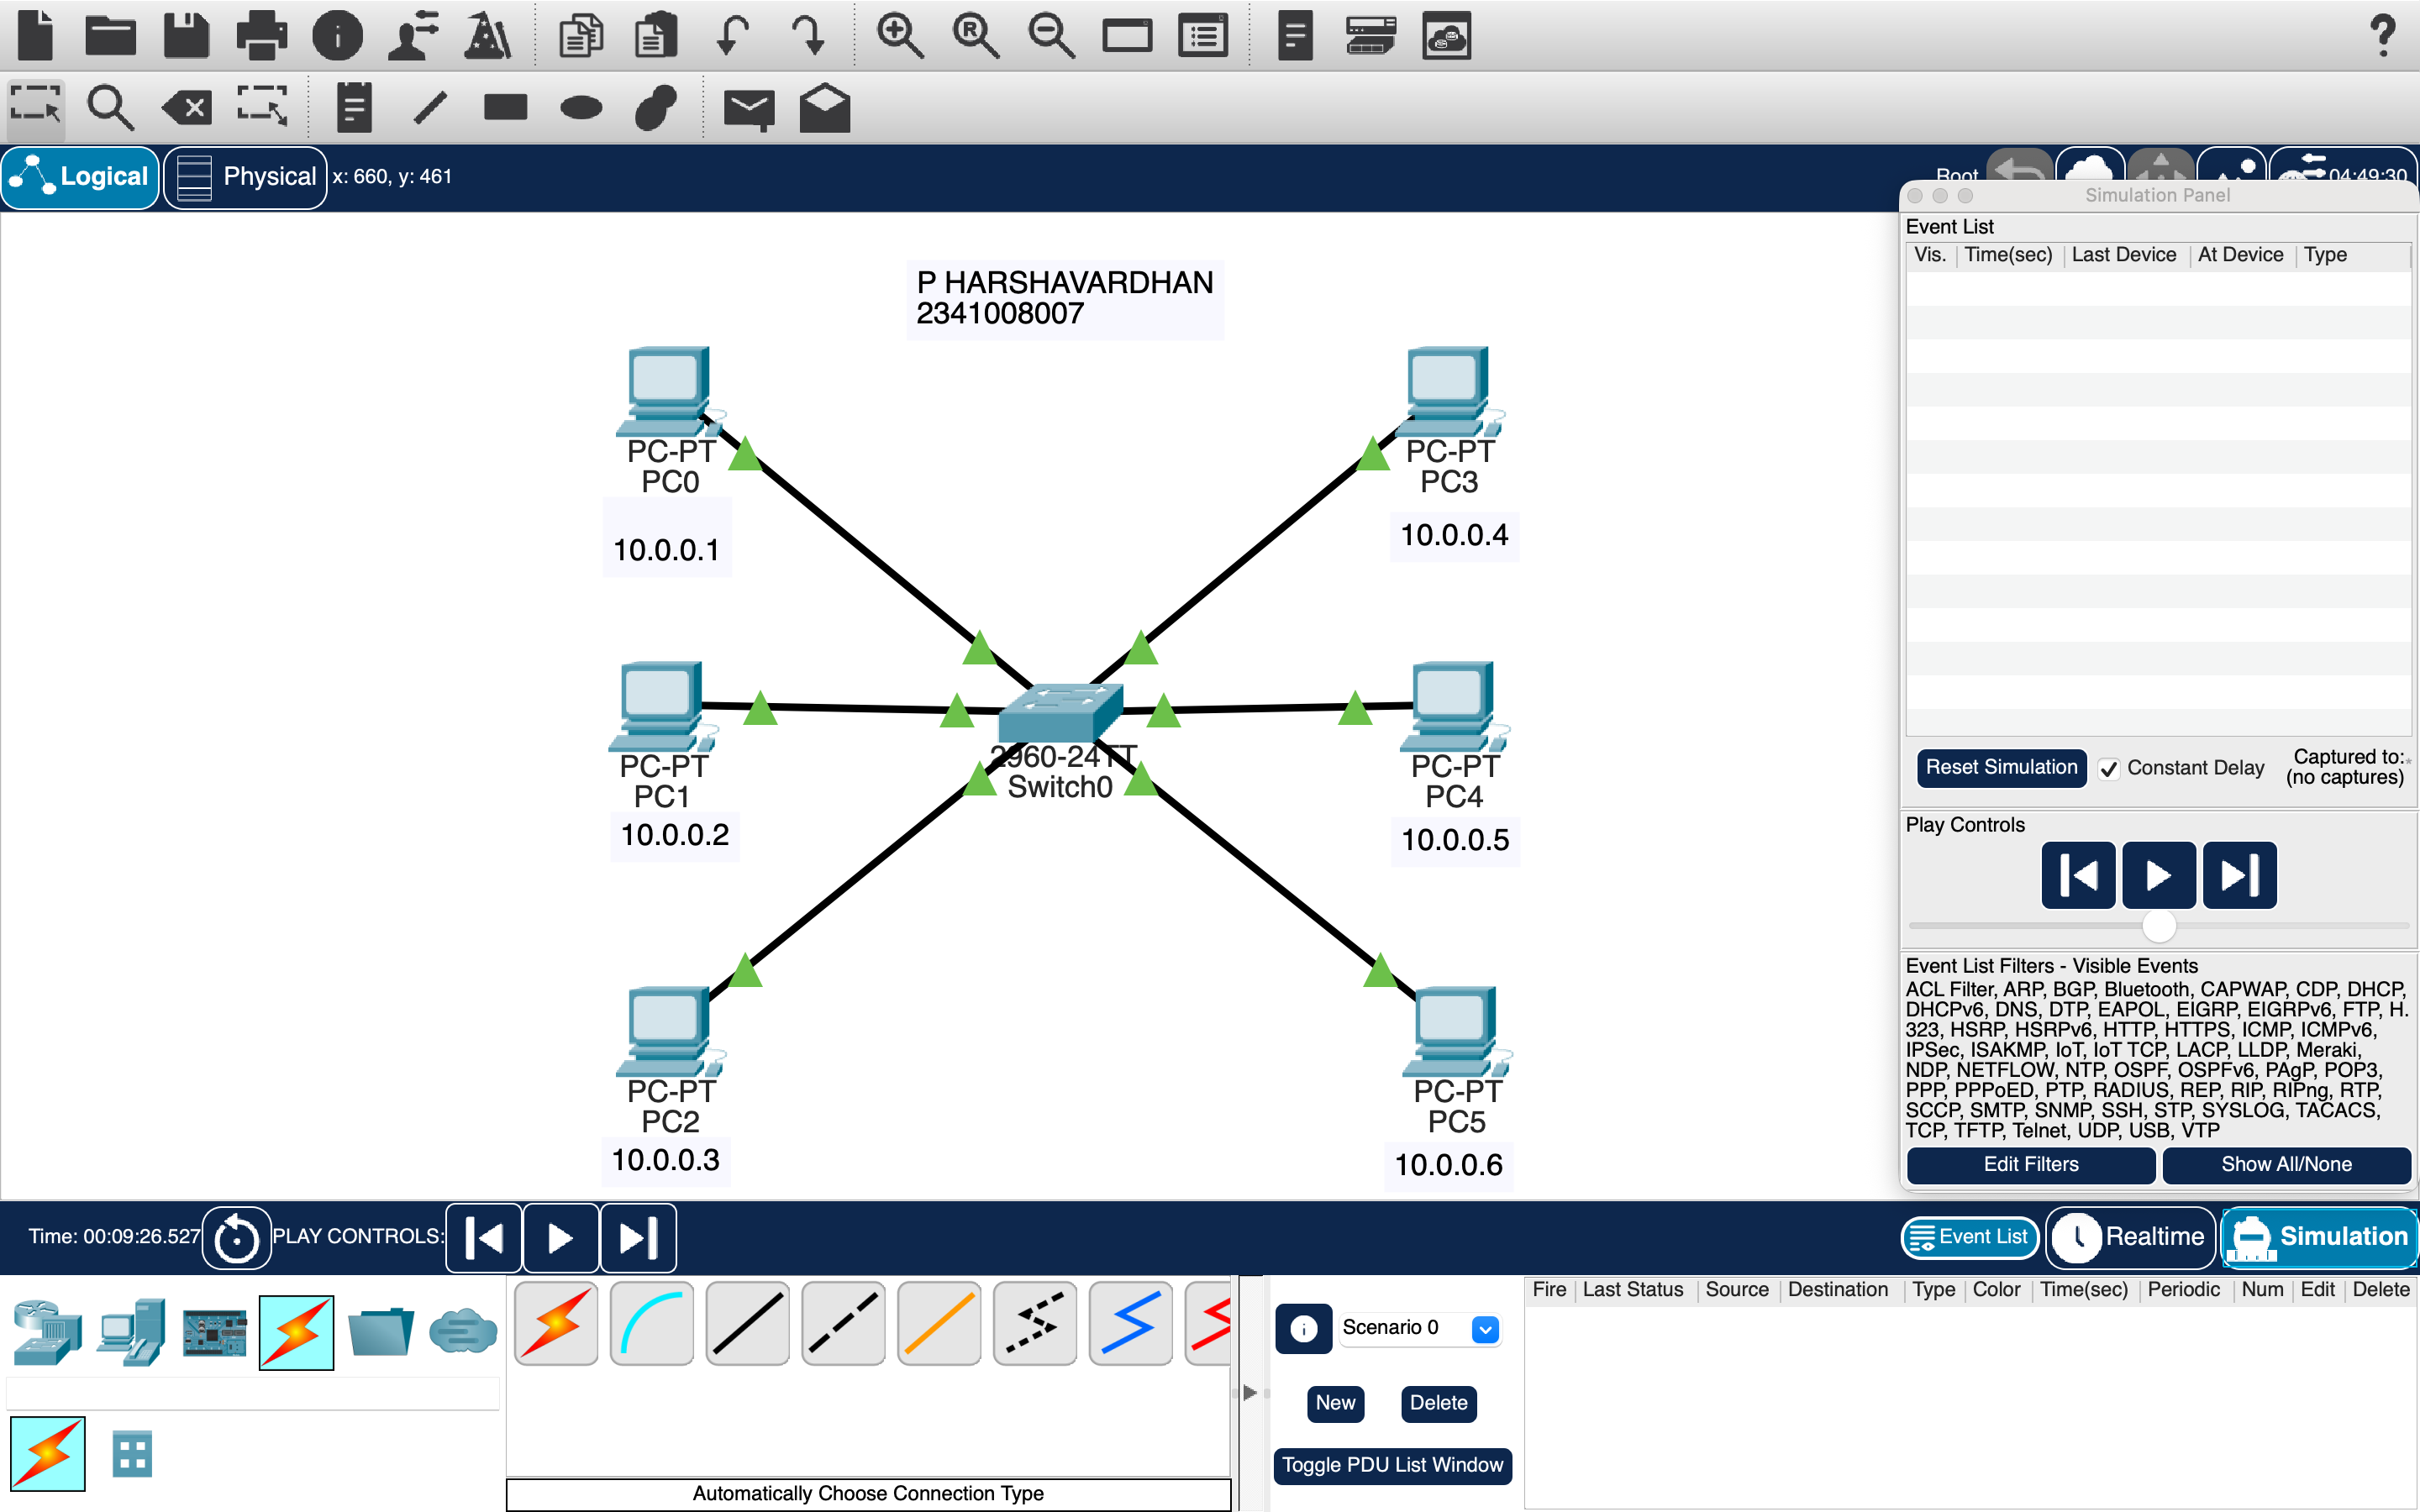 Logical
Physical
x: 660, y: 461
Root
04:49:30
Simulation Panel
Event List
Vis.
Time(sec)
Last Device
At Device
Type
P HARSHAVARDHAN
2341008007
PC-PT
PC0
10.0.0.1
PC-PT
PC3
10.0.0.4
PC-PT
PC1
10.0.0.2
2960-24TT
Switch0
PC-PT
PC4
10.0.0.5
PC-PT
PC2
10.0.0.3
PC-PT
PC5
10.0.0.6
Reset Simulation
Constant Delay
Captured to:*
(no captures)
Play Controls
Event List Filters - Visible Events
ACL Filter, ARP, BGP, Bluetooth, CAPWAP, CDP, DHCP,
DHCPv6, DNS, DTP, EAPOL, EIGRP, EIGRPv6, FTP, H.
323, HSRP, HSRPv6, HTTP, HTTPS, ICMP, ICMPv6,
IPSec, ISAKMP, IoT, IoT TCP, LACP, LLDP, Meraki,
NDP, NETFLOW, NTP, OSPF, OSPFv6, PAgP, POP3,
PPP, PPPoED, PTP, RADIUS, REP, RIP, RIPng, RTP,
SCCP, SMTP, SNMP, SSH, STP, SYSLOG, TACACS,
TCP, TFTP, Telnet, UDP, USB, VTP
Edit Filters
Show All/None
Time: 00:09:26.527
PLAY CONTROLS:
Event List
Realtime
Simulation
Scenario 0
New
Delete
Toggle PDU List Window
Fire
Last Status
Source
Destination
Type
Color
Time(sec)
Periodic
Num
Edit
Delete
Automatically Choose Connection Type